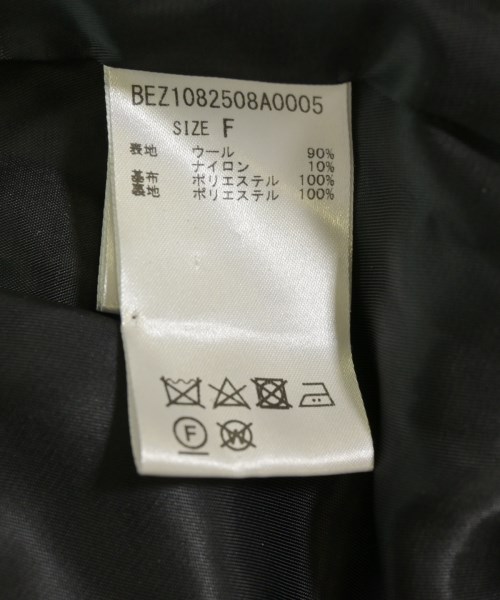 BEZ1082508A0005
SIZE F
表地 ウール 90%
ナイロン 10%
基布 ポリエステル 100%
裏地 ポリエステル 100%
F W